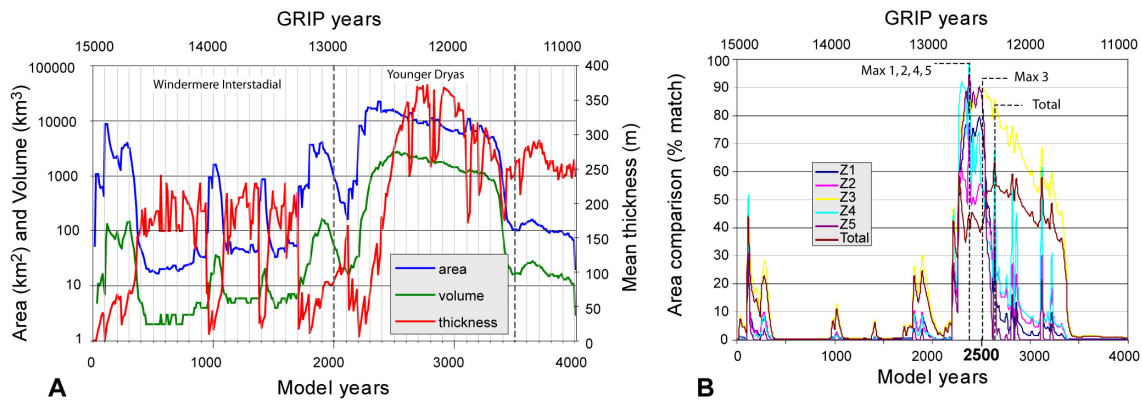 GRIP years
15000 14000 13000 12000 11000
Windermere Interstadial
Younger Dryas
Area (km2) and Volume (km³)
100000
10000
1000
100
10
1
400
350
300
250
200
150
100
50
0
Mean thickness (m)
area
volume
thickness
0 1000 2000 3000 4000
Model years
A
GRIP years
15000 14000 13000 12000 11000
Area comparison (% match)
100
90
80
70
60
50
40
30
20
10
0
Max 1, 2, 4, 5
Max 3
Total
Z1
Z2
Z3
Z4
Z5
Total
0 1000 2000 2500 3000 4000
Model years
B